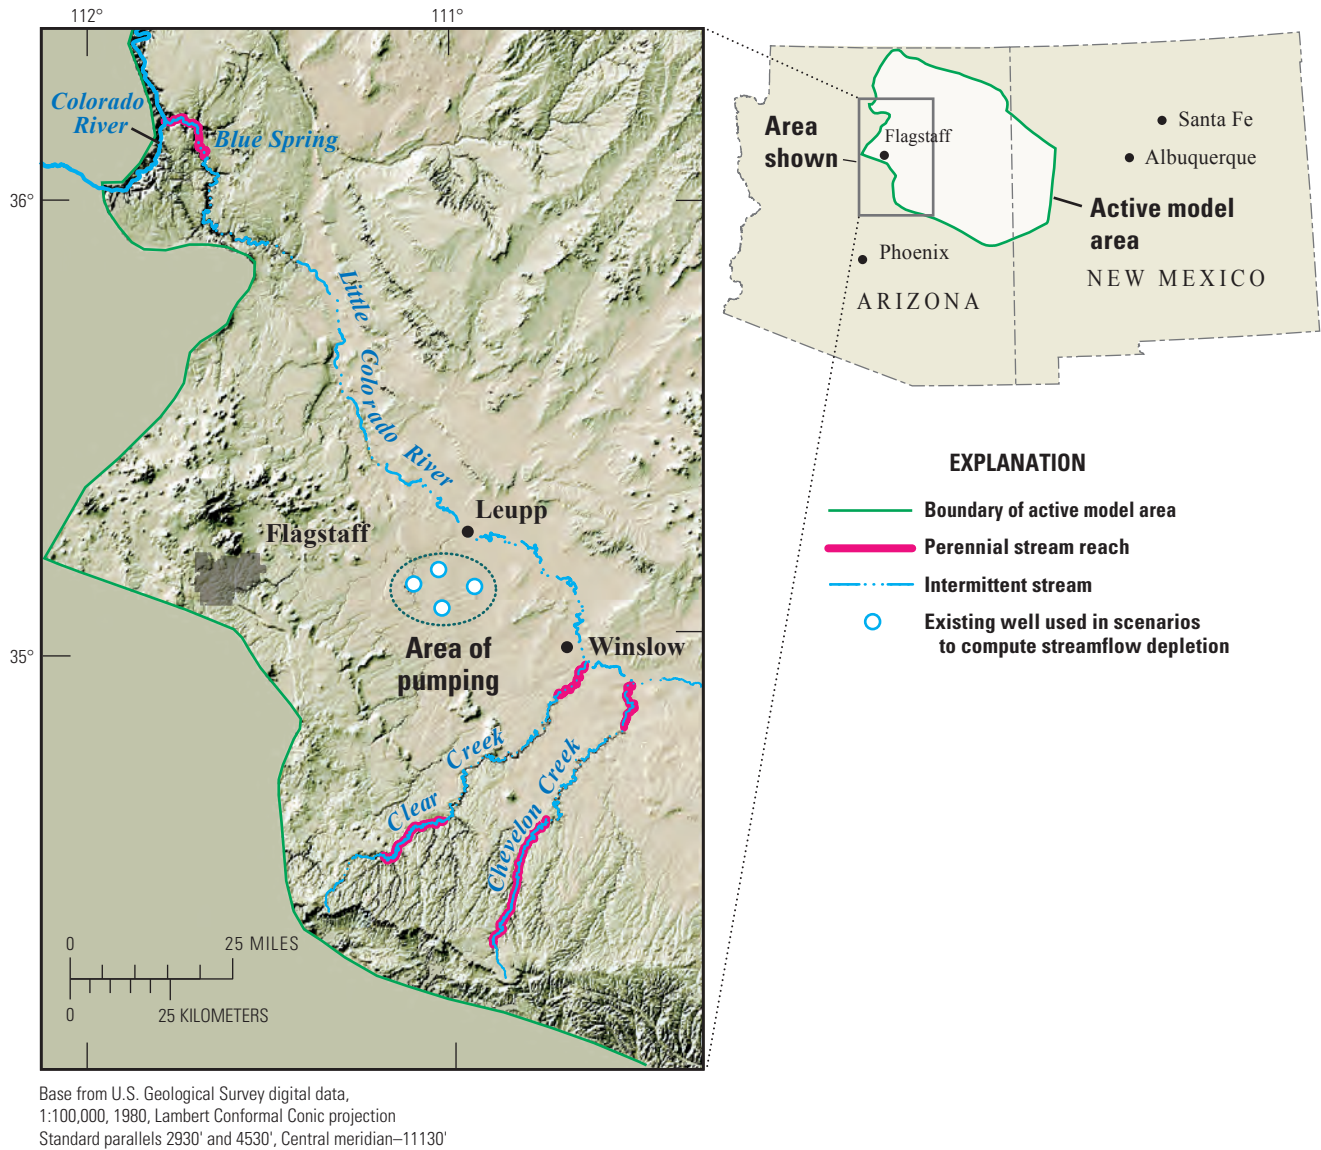 112°
111°
Colorado
River
Blue Spring
36°
Little Colorado River
Leupp
Flagstaff
Area of
pumping
Winslow
35°
Clear Creek
Chevelon Creek
0
25 MILES
0
25 KILOMETERS
Base from U.S. Geological Survey digital data,
1:100,000, 1980, Lambert Conformal Conic projection
Standard parallels 2930' and 4530', Central meridian–11130'
Area
shown
Flagstaff
Santa Fe
Albuquerque
Active model
area
Phoenix
NEW MEXICO
ARIZONA
EXPLANATION
Boundary of active model area
Perennial stream reach
Intermittent stream
Existing well used in scenarios
to compute streamflow depletion